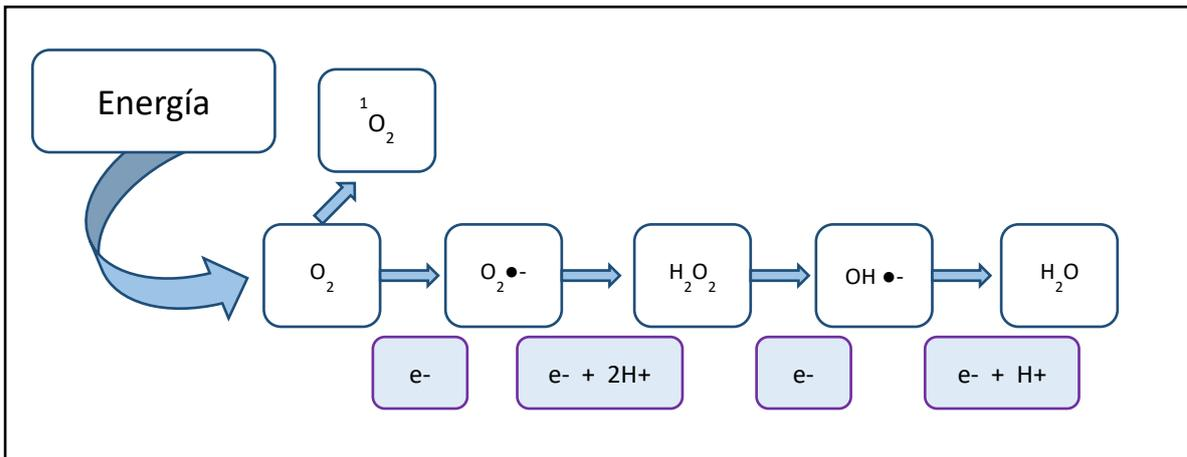 Energía
¹O₂
O₂
O₂●-
H₂O₂
OH ●-
H₂O
e-
e- + 2H+
e-
e- + H+